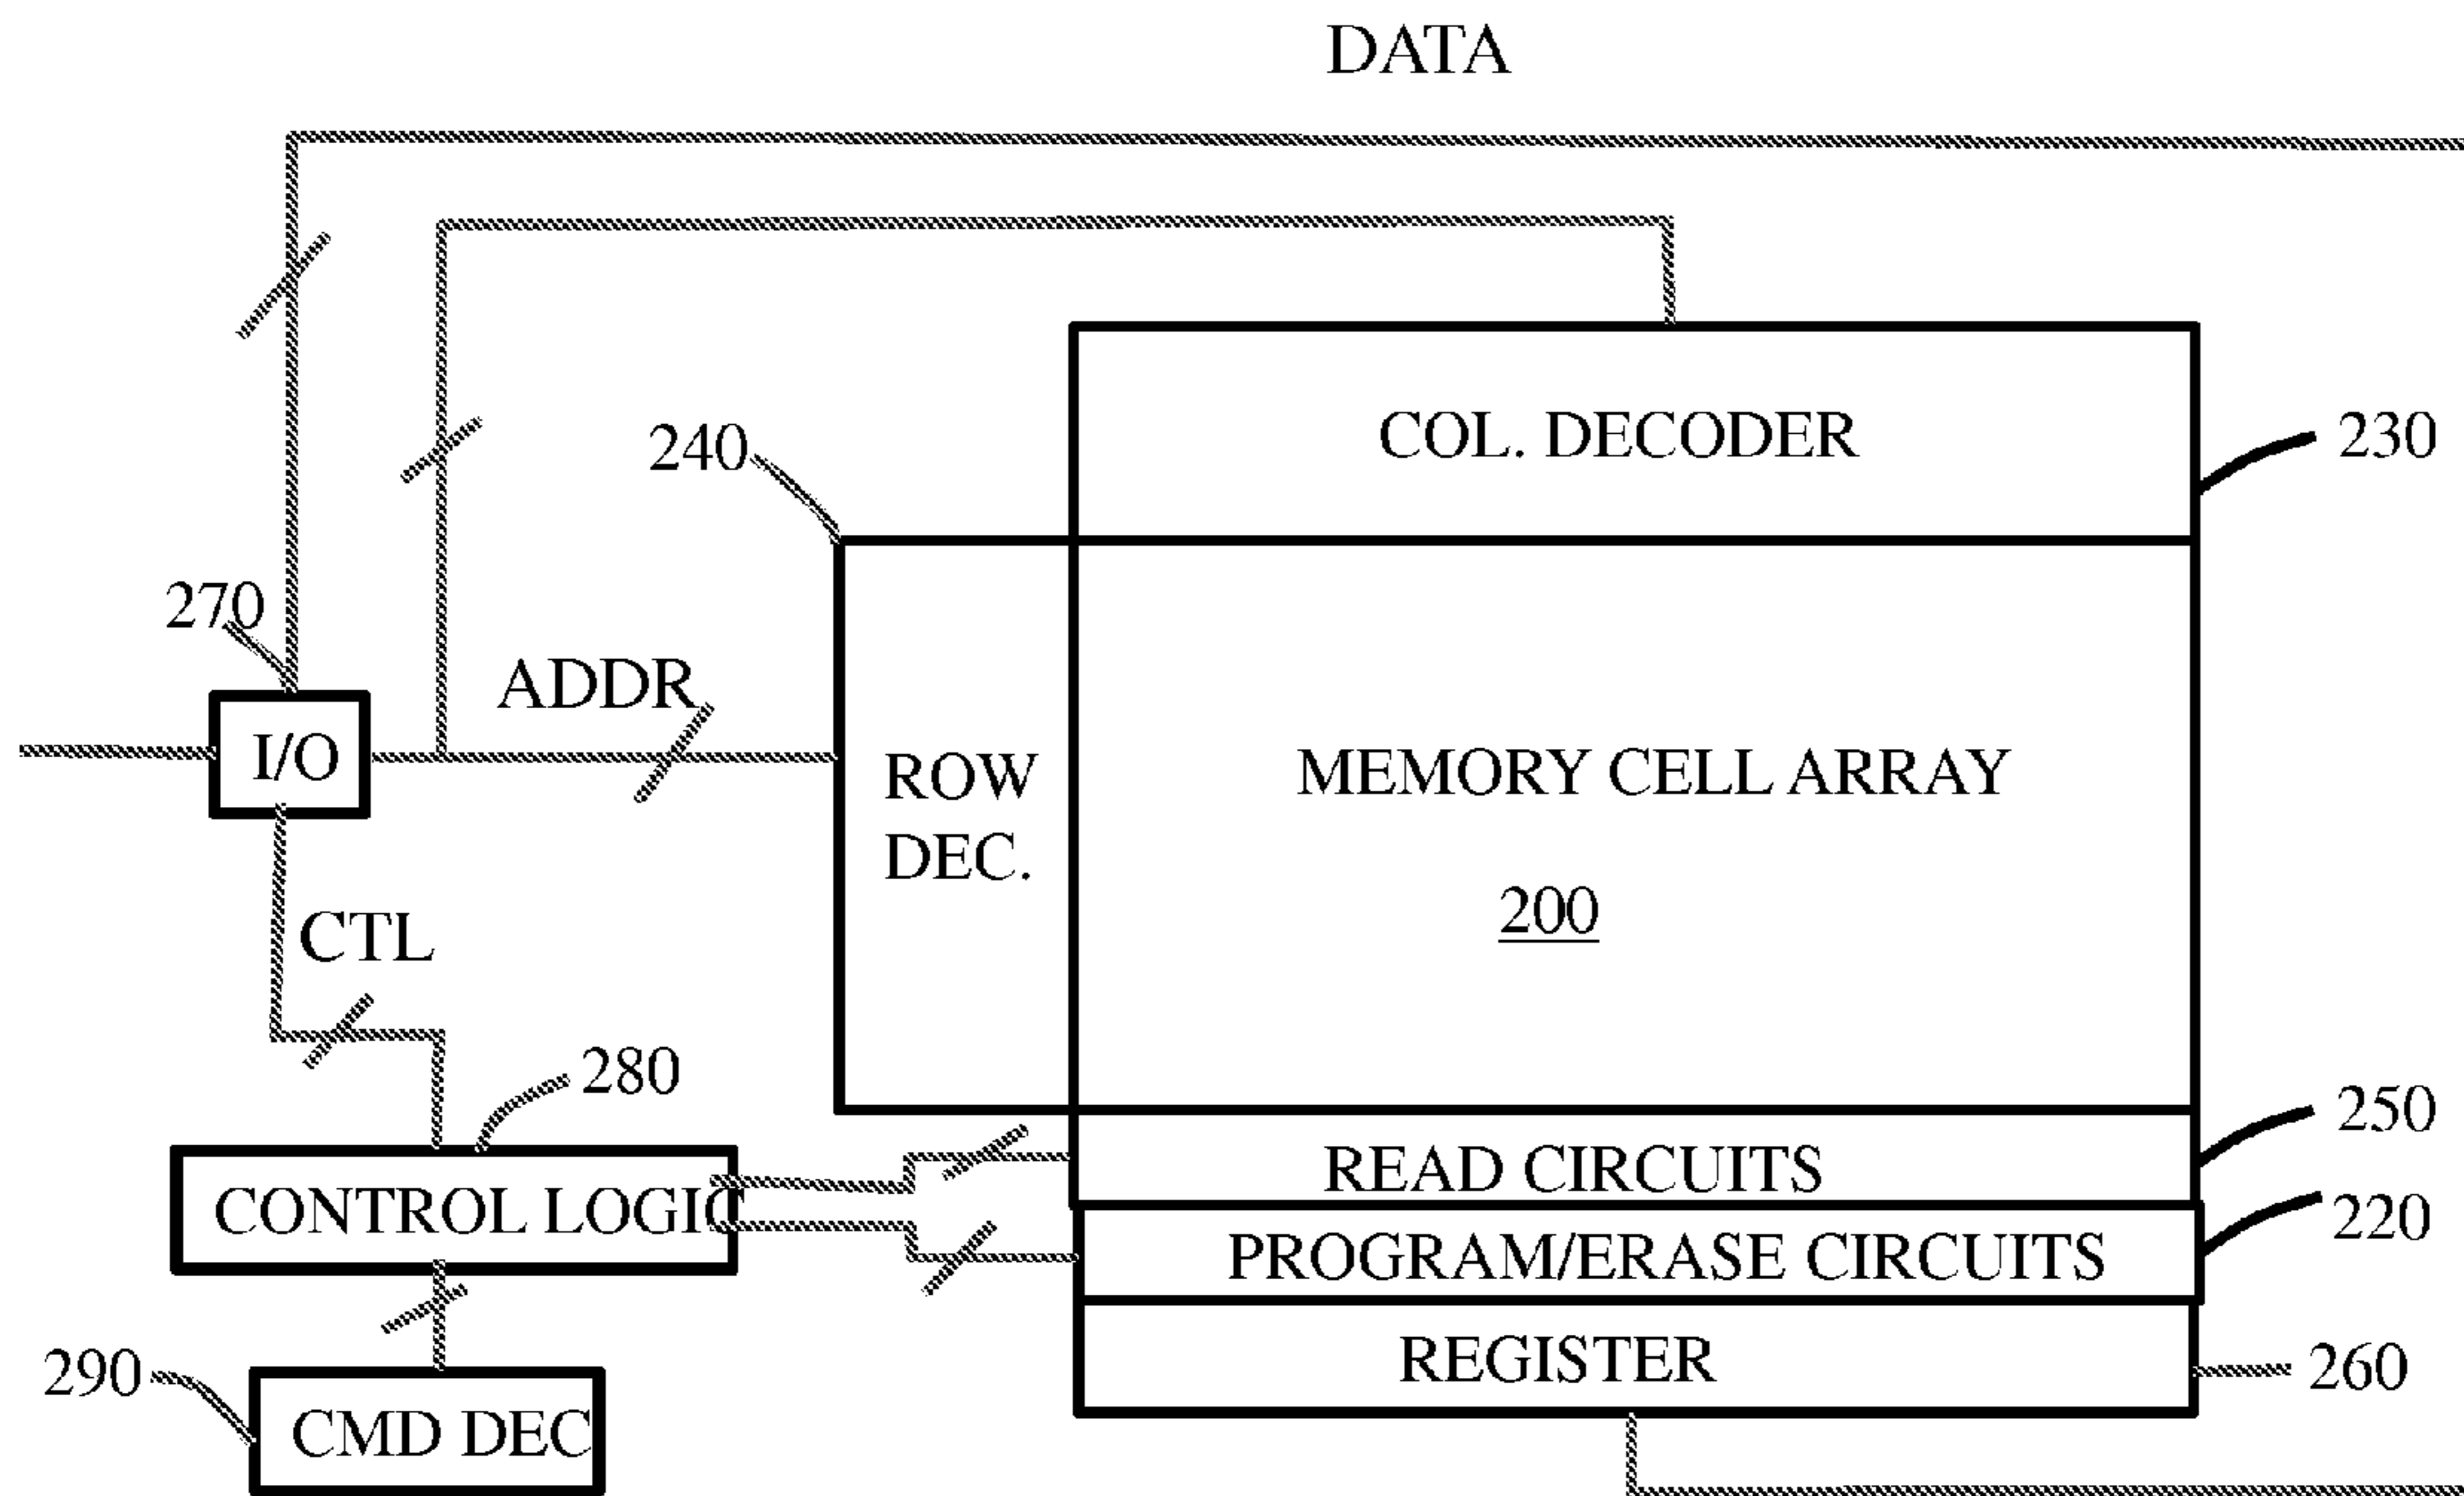 DATA
COL. DECODER
230
240
270
ADDR
I/O
ROW
DEC.
MEMORY CELL ARRAY
200
CTL
280
250
READ CIRCUITS
CONTROL LOGIC
220
PROGRAM/ERASE CIRCUITS
REGISTER
260
290
CMD DEC